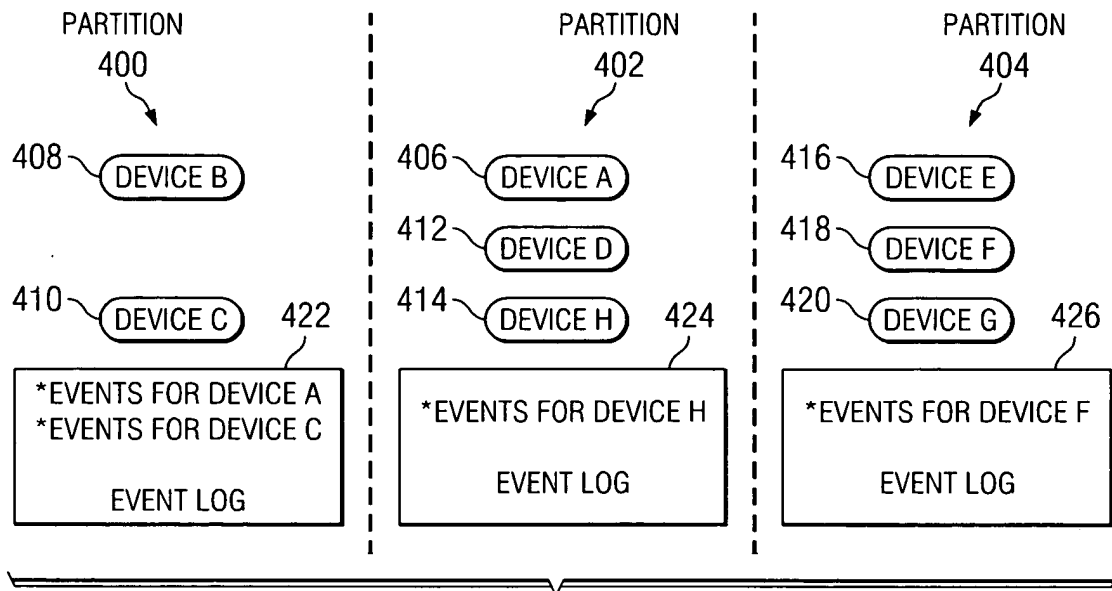 PARTITION 400
PARTITION 402
PARTITION 404
408 DEVICE B
406 DEVICE A
416 DEVICE E
412 DEVICE D
418 DEVICE F
410 DEVICE C
414 DEVICE H
420 DEVICE G
422
*EVENTS FOR DEVICE A
*EVENTS FOR DEVICE C
EVENT LOG
424
*EVENTS FOR DEVICE H
EVENT LOG
426
*EVENTS FOR DEVICE F
EVENT LOG